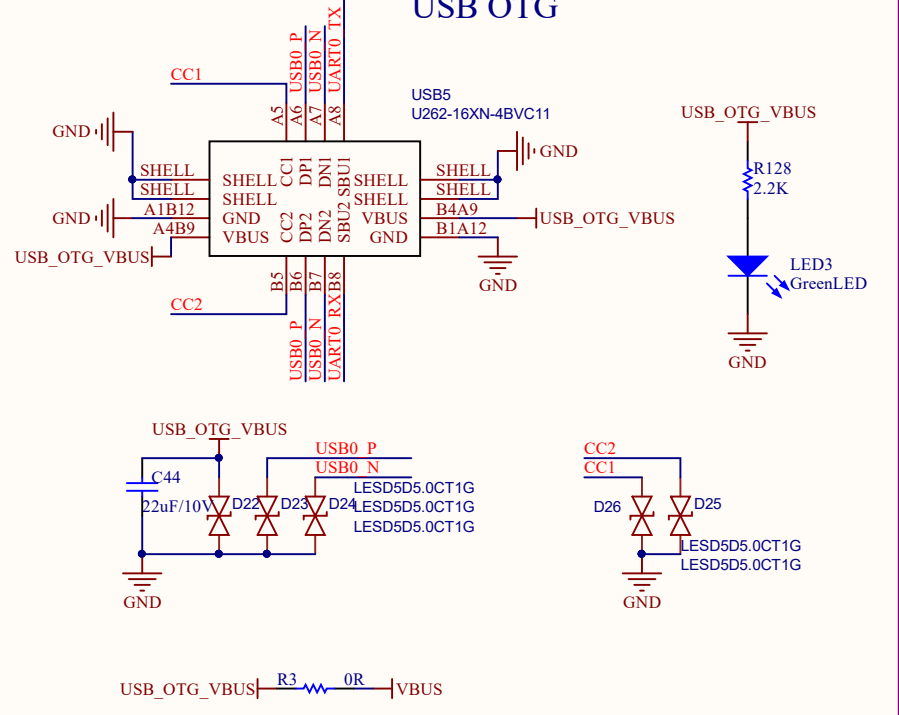 USB OTG
USB0_P
USB0_N
UART0_TX
CC1
A5
A6
A7
A8
USB5
U262-16XN-4BVC11
GND
SHELL
SHELL
A1B12
GND
A4B9
USB_OTG_VBUS
SHELL
SHELL
GND
VBUS
CC1
DP1
DN1
SBU1
CC2
DP2
DN2
SBU2
SHELL
SHELL
VBUS
GND
SHELL
SHELL
B4A9
B1A12
GND
USB_OTG_VBUS
GND
B5
B6
B7
B8
CC2
USB0_P
USB0_N
UART0_RX
USB_OTG_VBUS
R128
2.2K
LED3
GreenLED
GND
USB_OTG_VBUS
USB0_P
USB0_N
C44
22uF/10V
D22
D23
D24
LESD5D5.0CT1G
LESD5D5.0CT1G
LESD5D5.0CT1G
GND
CC2
CC1
D26
D25
LESD5D5.0CT1G
LESD5D5.0CT1G
GND
USB_OTG_VBUS
R3
0R
VBUS